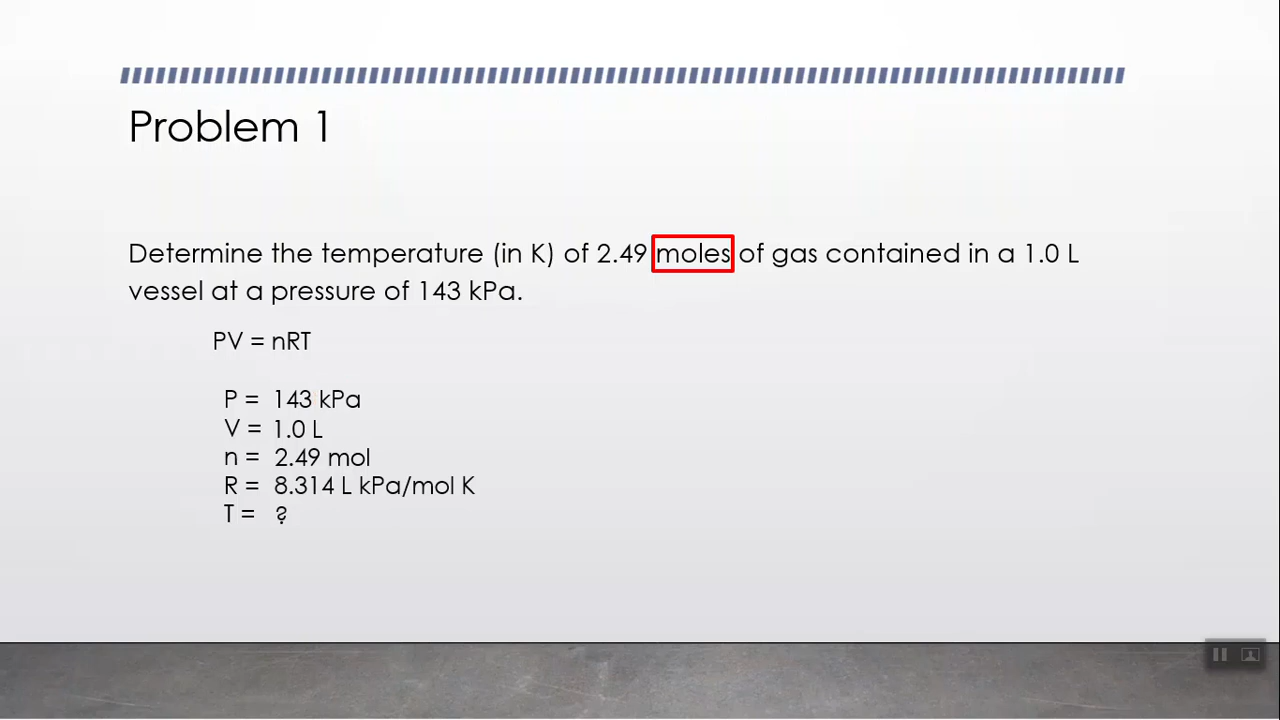 Problem 1
Determine the temperature (in K) of 2.49 moles of gas contained in a 1.0 L
vessel at a pressure of 143 kPa.
PV = nRT
P = 143 kPa
V = 1.0 L
n = 2.49 mol
R = 8.314 L kPa/mol K
T = ?